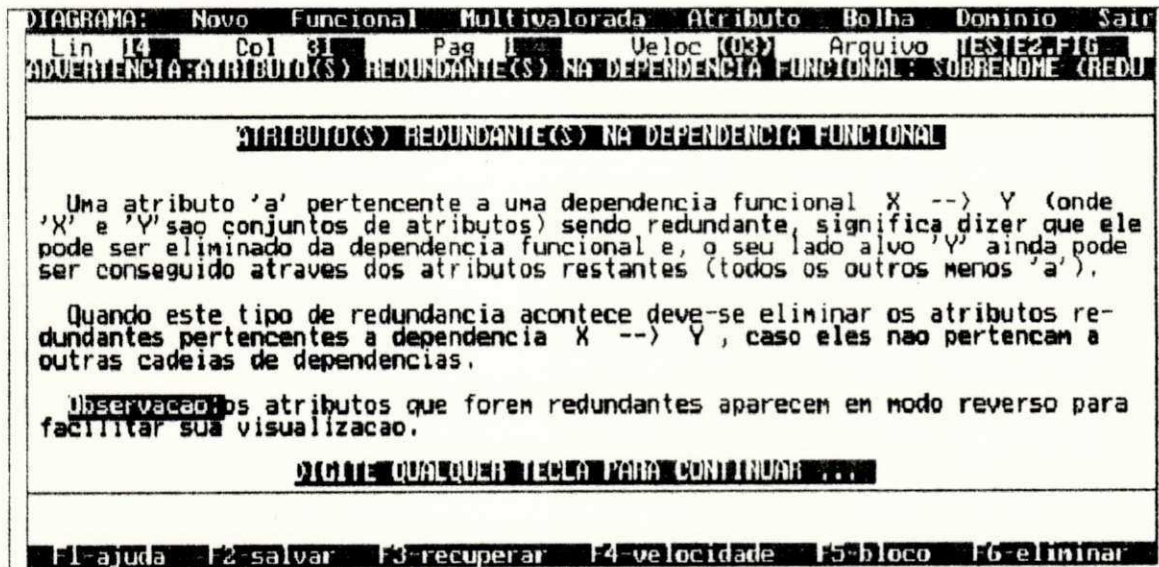 DIAGRAMA: Novo Funcional Multivalorada Atributo Bolha Dominio Sair
Lin 14 Col 31 Pag 1 Veloc (03) Arquivo TESTE2.FIG
ADVERTENCIA:ATRIBUTO(S) REDUNDANTE(S) NA DEPENDENCIA FUNCIONAL: SOBRENOME (REDU
ATRIBUTO(S) REDUNDANTE(S) NA DEPENDENCIA FUNCIONAL
Uma atributo 'a' pertencente a uma dependencia funcional X --> Y (onde
'X' e 'Y' sao conjuntos de atributos) sendo redundante, significa dizer que ele
pode ser eliminado da dependencia funcional e, o seu lado alvo 'Y' ainda pode
ser conseguido atraves dos atributos restantes (todos os outros menos 'a').
Quando este tipo de redundancia acontece deve-se eliminar os atributos re-
dundantes pertencentes a dependencia X --> Y , caso eles nao pertencam a
outras cadeias de dependencias.
Observacao:os atributos que forem redundantes aparecem em modo reverso para
facilitar sua visualizacao.
DIGITE QUALQUER TECLA PARA CONTINUAR ...
F1-ajuda F2-salvar F3-recuperar F4-velocidade F5-bloco F6-eliminar